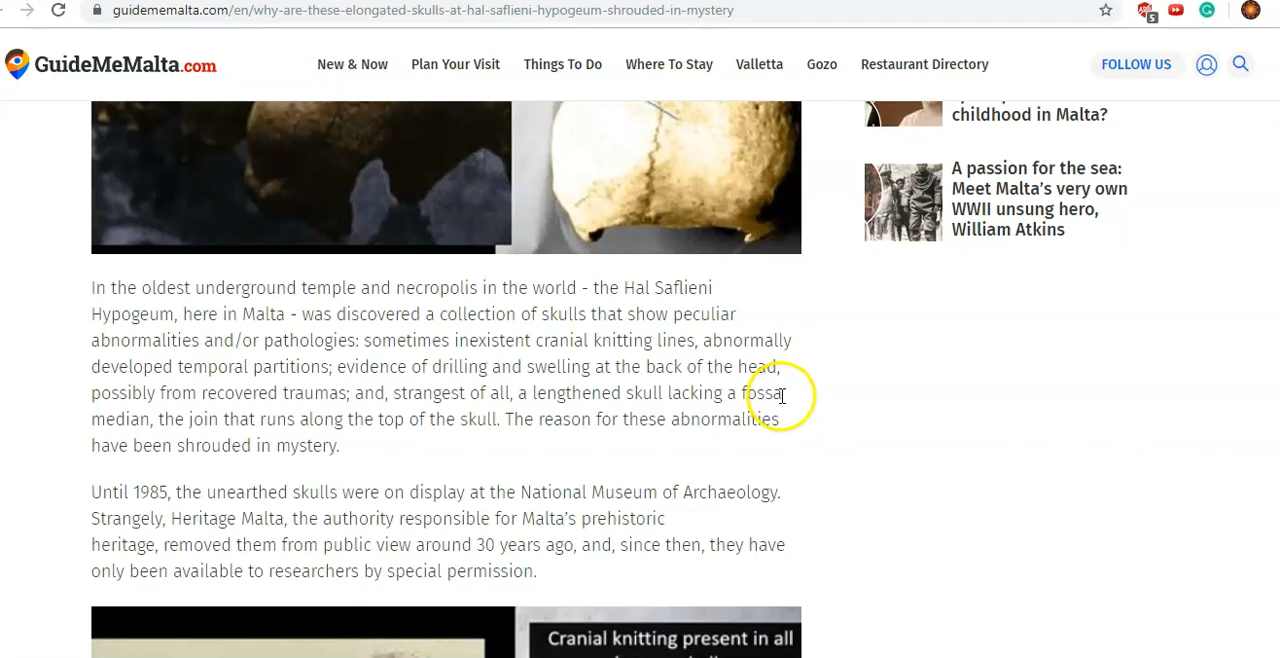 guidememalta.com/en/why-are-these-elongated-skulls-at-hal-saflieni-hypogeum-shrouded-in-mystery
5
GuideMeMalta.com
New & Now
Plan Your Visit
Things To Do
Where To Stay
Valletta
Gozo
Restaurant Directory
FOLLOW US
childhood in Malta?
A passion for the sea:
Meet Malta's very own
WWII unsung hero,
William Atkins
In the oldest underground temple and necropolis in the world - the Hal Saflieni
Hypogeum, here in Malta - was discovered a collection of skulls that show peculiar
abnormalities and/or pathologies: sometimes inexistent cranial knitting lines, abnormally
developed temporal partitions; evidence of drilling and swelling at the back of the head,
possibly from recovered traumas; and, strangest of all, a lengthened skull lacking a fossa
median, the join that runs along the top of the skull. The reason for these abnormalities
have been shrouded in mystery.
Until 1985, the unearthed skulls were on display at the National Museum of Archaeology.
Strangely, Heritage Malta, the authority responsible for Malta's prehistoric
heritage, removed them from public view around 30 years ago, and, since then, they have
only been available to researchers by special permission.
Cranial knitting present in all